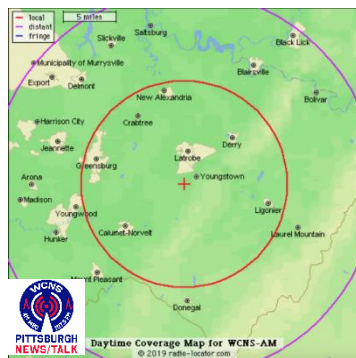 local
distant
fringe
5 miles
Saltsburg
Slickville
Black Lick
Municipality of Murrysville
Blairsville
Export
Delmont
New Alexandria
Bolivar
Crabtree
Harrison City
Derry
Jeannette
Latrobe
Greensburg
Youngstown
Arona
Madison
Youngwood
Ligonier
Calumet-Norvelt
Hunker
Laurel Mountain
Mount Pleasant
Donegal
WCNS
PITTSBURGH
NEWS/TALK
Daytime Coverage Map for WCNS-AM
© 2019 radio-locator.com